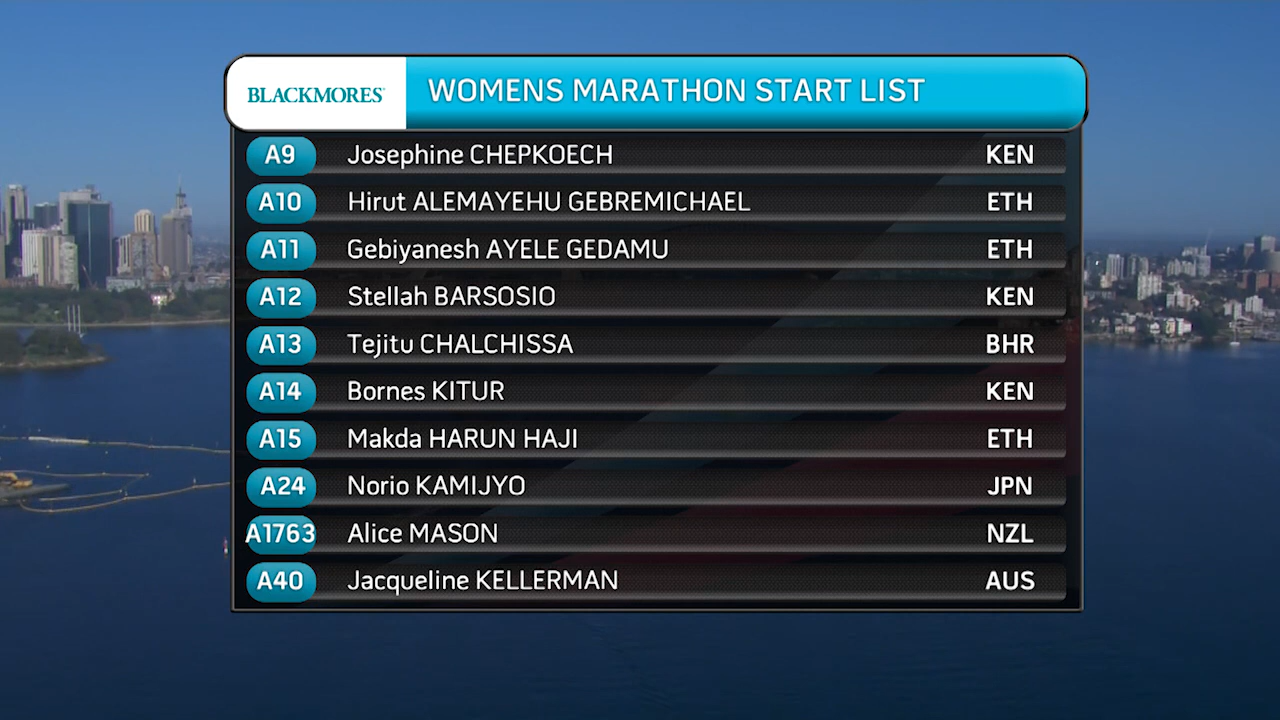 BLACKMORES WOMENS MARATHON START LIST
A9 Josephine CHEPKOECH KEN
A10 Hirut ALEMAYEHU GEBREMICHAEL ETH
A11 Gebiyanesh AYELE GEDAMU ETH
A12 Stellah BARSOSIO KEN
A13 Tejitu CHALCHISSA BHR
A14 Bornes KITUR KEN
A15 Makda HARUN HAJI ETH
A24 Norio KAMIJYO JPN
A1763 Alice MASON NZL
A40 Jacqueline KELLERMAN AUS